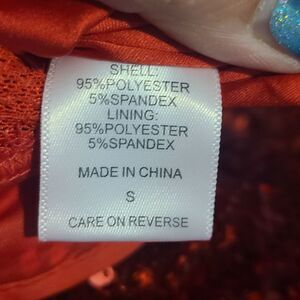 SHELL:
95%POLYESTER
5%SPANDEX
LINING:
95%POLYESTER
5%SPANDEX
MADE IN CHINA
S
CARE ON REVERSE